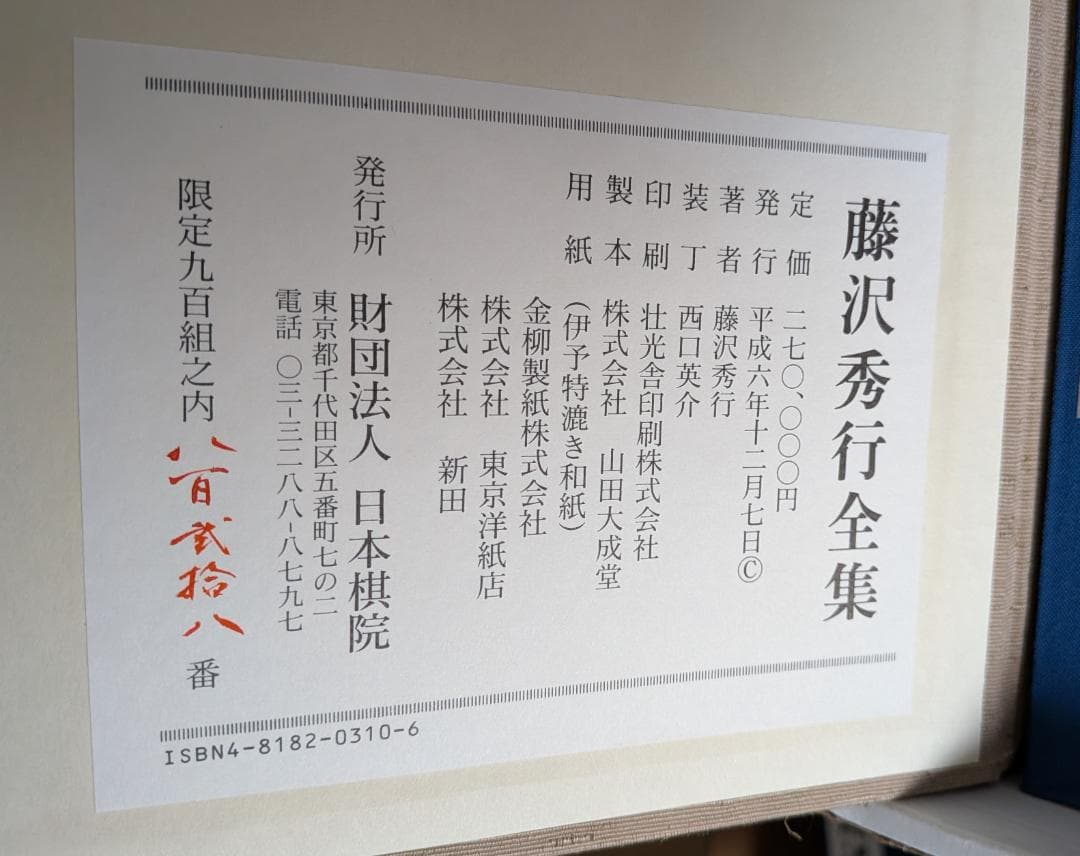 藤沢秀行全集
定価 二七〇、〇〇〇円
発行 平成六年十二月七日©
著者 藤沢秀行
装丁 西口英介
印刷 壮光舎印刷株式会社
製本 株式会社 山田大成堂
用紙 (伊予特漉き和紙)
金柳製紙株式会社
株式会社 東京洋紙店
株式会社 新田
発行所 財団法人 日本棋院
東京都千代田区五番町七の二
電話 〇三-三二八八-八七九七
限定九百組之内 八百弐拾八 番
ISBN4-8182-0310-6